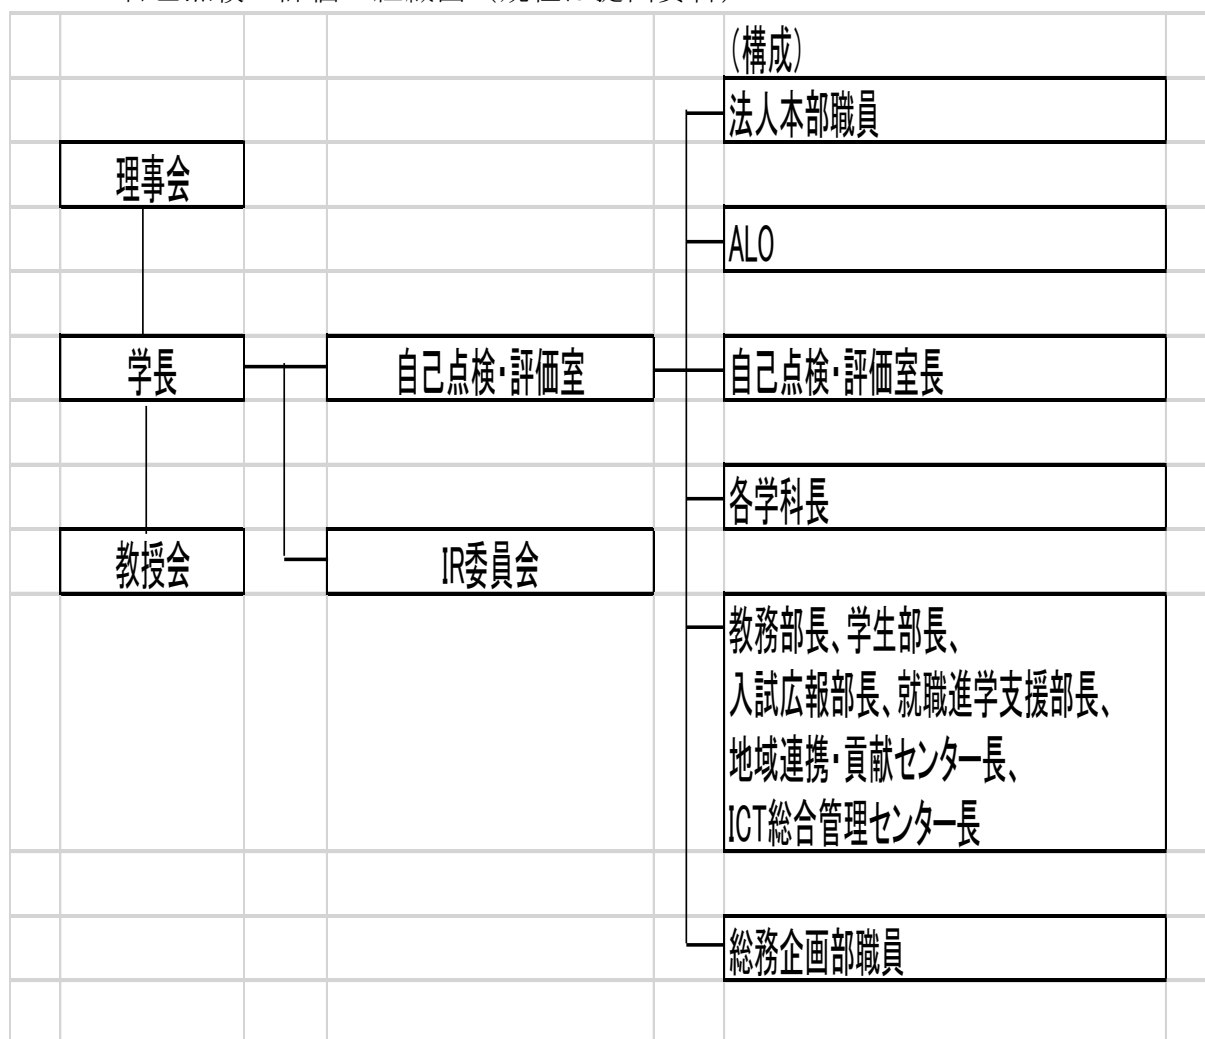 (構成)
法人本部職員
理事会
ALO
学長
自己点検・評価室
自己点検・評価室長
各学科長
教授会
IR委員会
教務部長、学生部長、
入試広報部長、就職進学支援部長、
地域連携・貢献センター長、
ICT総合管理センター長
総務企画部職員